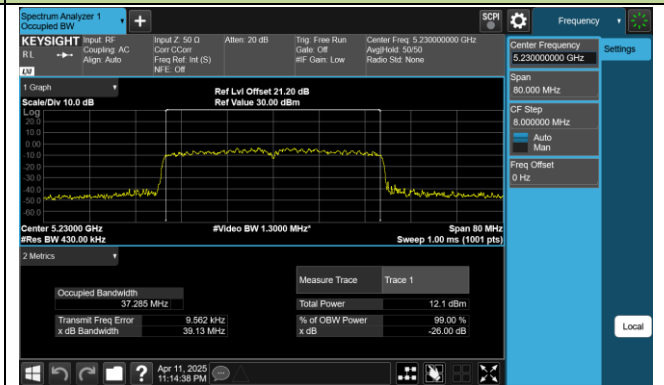 Spectrum Analyzer 1
Occupied BW
SCPI
Frequency
KEYSIGHT
RL
LXI
Input: RF
Coupling: AC
Align: Auto
Input Z: 50 Ω
Corr CCorr
Freq Ref: Int (S)
NFE: Off
Atten: 20 dB
Trig: Free Run
Gate: Off
#IF Gain: Low
Center Freq: 5.230000000 GHz
Avg|Hold: 50/50
Radio Std: None
Center Frequency
5.230000000 GHz
Settings
Span
80.000 MHz
CF Step
8.000000 MHz
Auto
Man
Freq Offset
0 Hz
Local
1 Graph
Scale/Div 10.0 dB
Ref Lvl Offset 21.20 dB
Ref Value 30.00 dBm
Log
20.0
10.0
0.00
-10.0
-20.0
-30.0
-40.0
-50.0
-60.0
Center 5.23000 GHz
#Res BW 430.00 kHz
#Video BW 1.3000 MHz*
Span 80 MHz
Sweep 1.00 ms (1001 pts)
2 Metrics
Measure Trace Trace 1
Occupied Bandwidth
37.285 MHz
Total Power 12.1 dBm
Transmit Freq Error 9.562 kHz
% of OBW Power 99.00 %
x dB Bandwidth 39.13 MHz
x dB -26.00 dB
Apr 11, 2025
11:14:38 PM